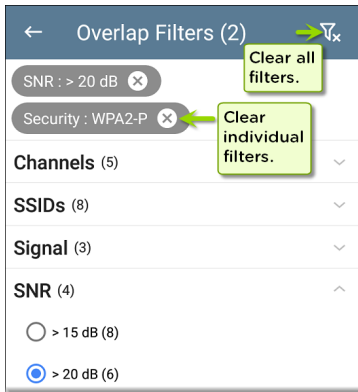 Overlap Filters (2)
Clear all
filters.
SNR : > 20 dB
Security : WPA2-P
Clear
individual
filters.
Channels (5)
SSIDs (8)
Signal (3)
SNR (4)
> 15 dB (8)
> 20 dB (6)